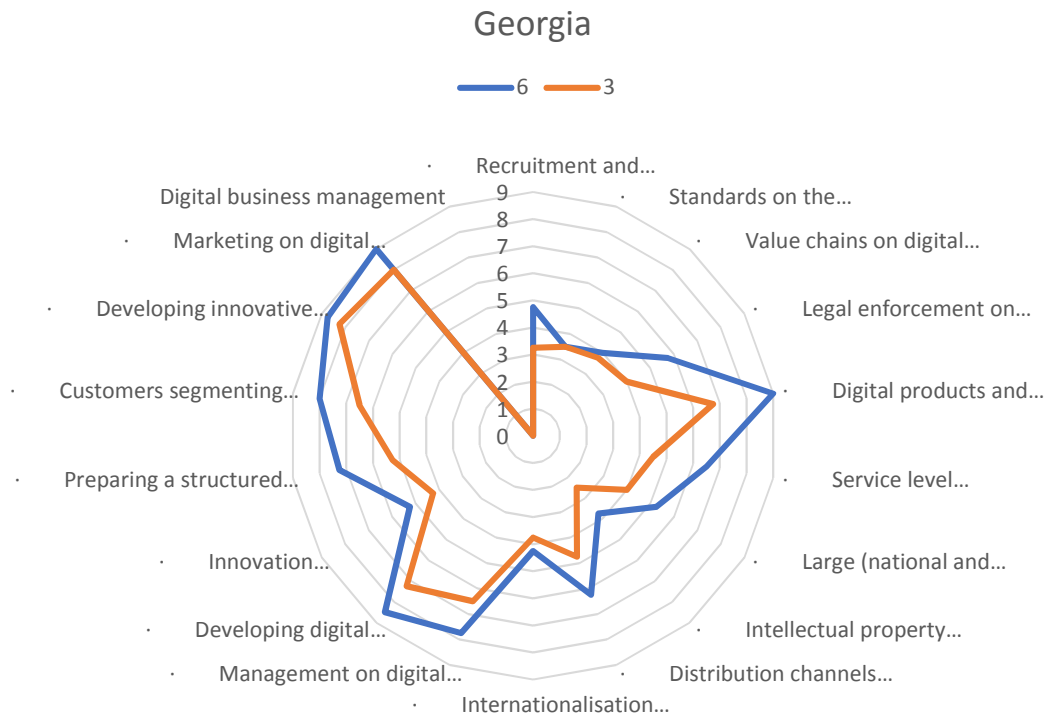 Georgia
6 3
· Recruitment and…
Digital business management
· Standards on the…
· Marketing on digital…
· Value chains on digital…
· Developing innovative…
· Legal enforcement on…
· Customers segmenting…
· Digital products and…
· Preparing a structured…
· Service level…
· Innovation…
· Large (national and…
· Developing digital…
· Intellectual property…
· Management on digital…
· Distribution channels…
· Internationalisation…
9
8
7
6
5
4
3
2
1
0